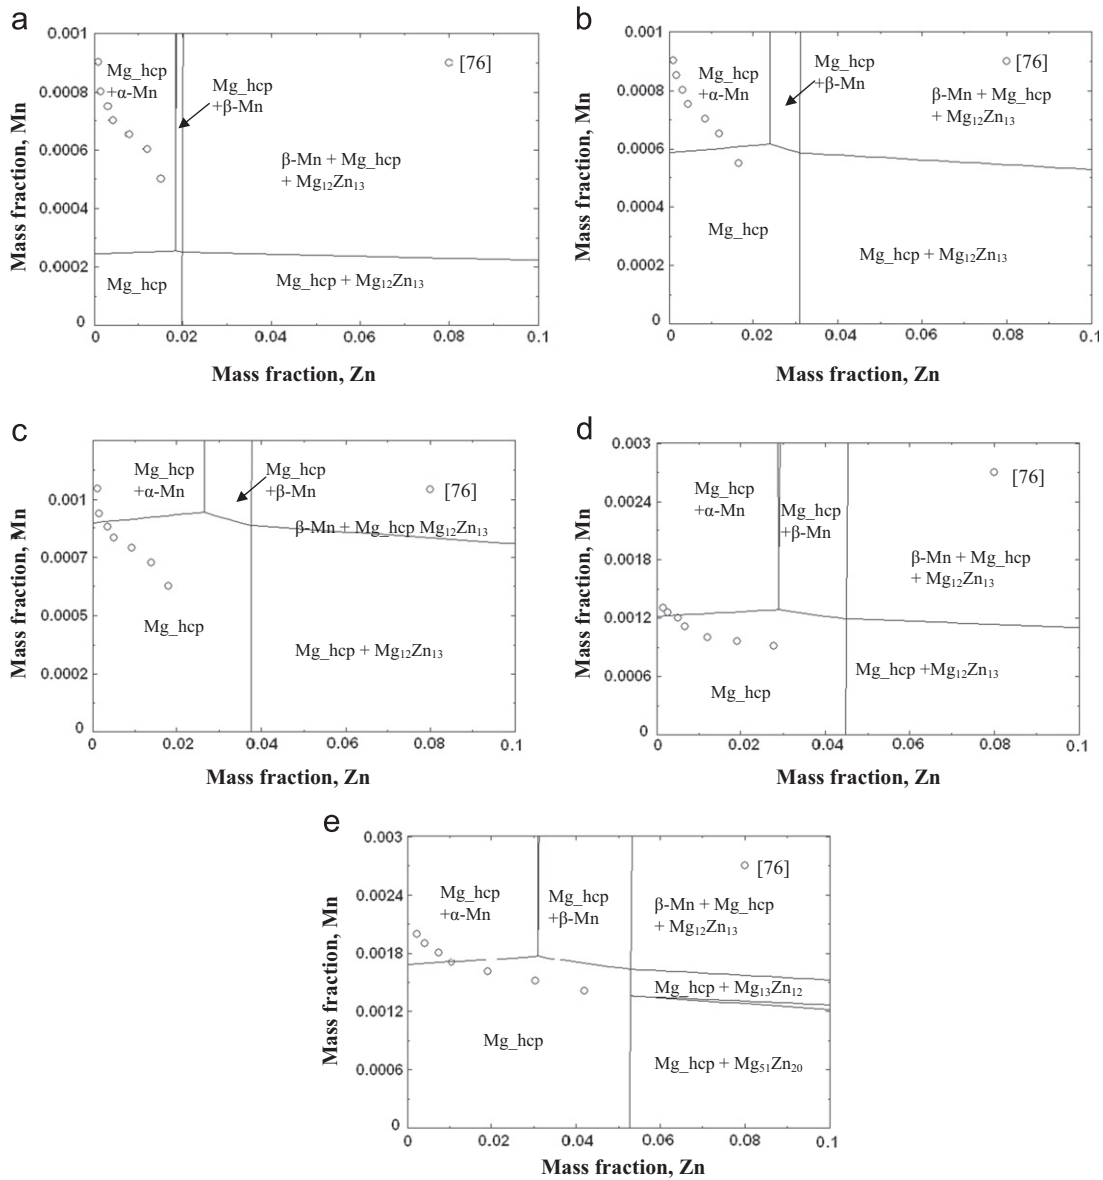 a
0.001
0.0008
0.0006
0.0004
0.0002
0
Mass fraction, Mn
Mg_hcp
+α-Mn
Mg_hcp
+β-Mn
[76]
β-Mn + Mg_hcp
+ Mg12Zn13
Mg_hcp
Mg_hcp + Mg12Zn13
0 0.02 0.04 0.06 0.08 0.1
Mass fraction, Zn
b
0.001
0.0008
0.0006
0.0004
0.0002
0
Mass fraction, Mn
Mg_hcp
+α-Mn
Mg_hcp
+β-Mn
[76]
β-Mn + Mg_hcp
+ Mg12Zn13
Mg_hcp
Mg_hcp + Mg12Zn13
0 0.02 0.04 0.06 0.08 0.1
Mass fraction, Zn
c
0.001
0.0007
0.0005
0.0002
0
Mass fraction, Mn
Mg_hcp
+α-Mn
Mg_hcp
+β-Mn
[76]
β-Mn + Mg_hcp Mg12Zn13
Mg_hcp
Mg_hcp + Mg12Zn13
0 0.02 0.04 0.06 0.08 0.1
Mass fraction, Zn
d
0.003
0.0024
0.0018
0.0012
0.0006
0
Mass fraction, Mn
Mg_hcp
+α-Mn
Mg_hcp
+β-Mn
[76]
β-Mn + Mg_hcp
+ Mg12Zn13
Mg_hcp
Mg_hcp +Mg12Zn13
0 0.02 0.04 0.06 0.08 0.1
Mass fraction, Zn
e
0.003
0.0024
0.0018
0.0012
0.0006
0
Mass fraction, Mn
Mg_hcp
+α-Mn
Mg_hcp
+β-Mn
[76]
β-Mn + Mg_hcp
+ Mg12Zn13
Mg_hcp + Mg13Zn12
Mg_hcp
Mg_hcp + Mg51Zn20
0 0.02 0.04 0.06 0.08 0.1
Mass fraction, Zn